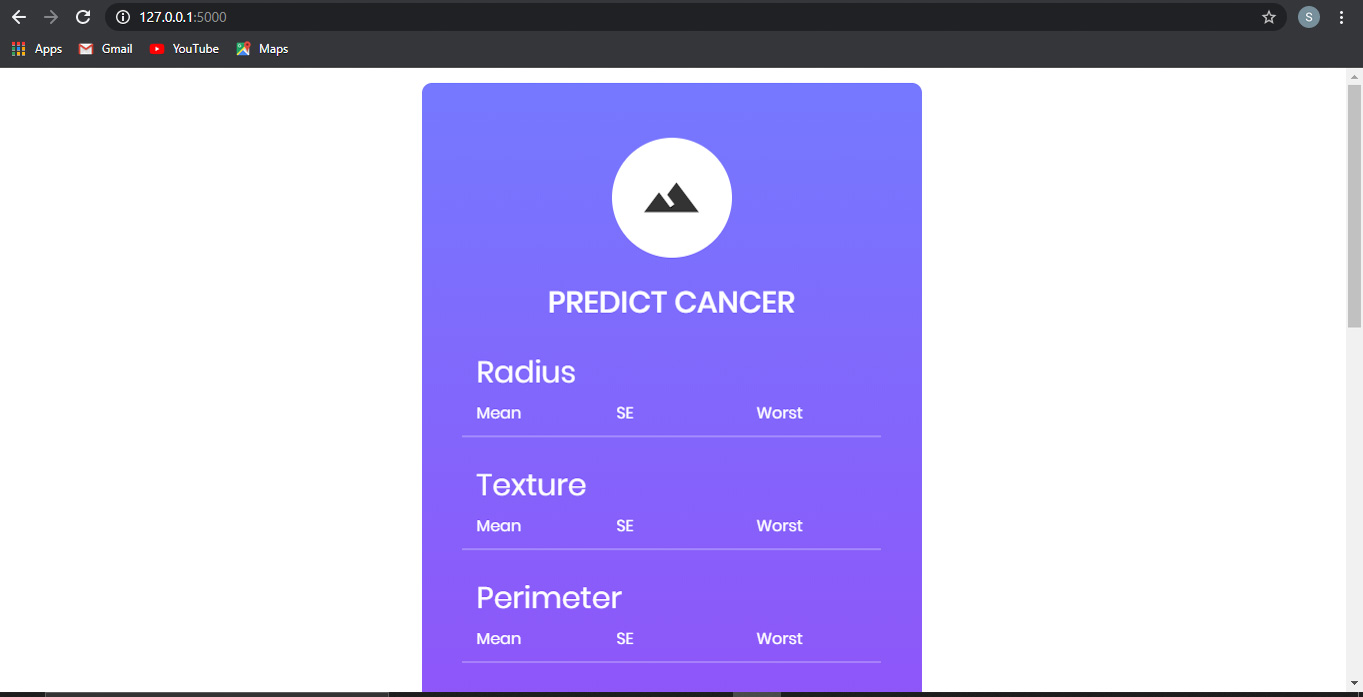 127.0.0.1:5000
S
Apps Gmail YouTube Maps
PREDICT CANCER
Radius
Mean SE Worst
Texture
Mean SE Worst
Perimeter
Mean SE Worst